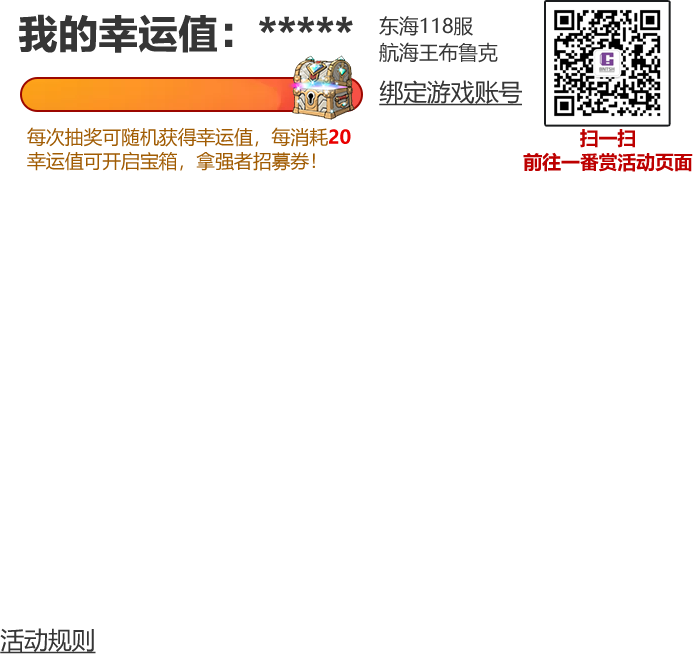 我的幸运值：*****
每次抽奖可随机获得幸运值，每消耗20
幸运值可开启宝箱，拿强者招募券！
东海118服
航海王布鲁克
绑定游戏账号
扫一扫
前往一番赏活动页面
活动规则